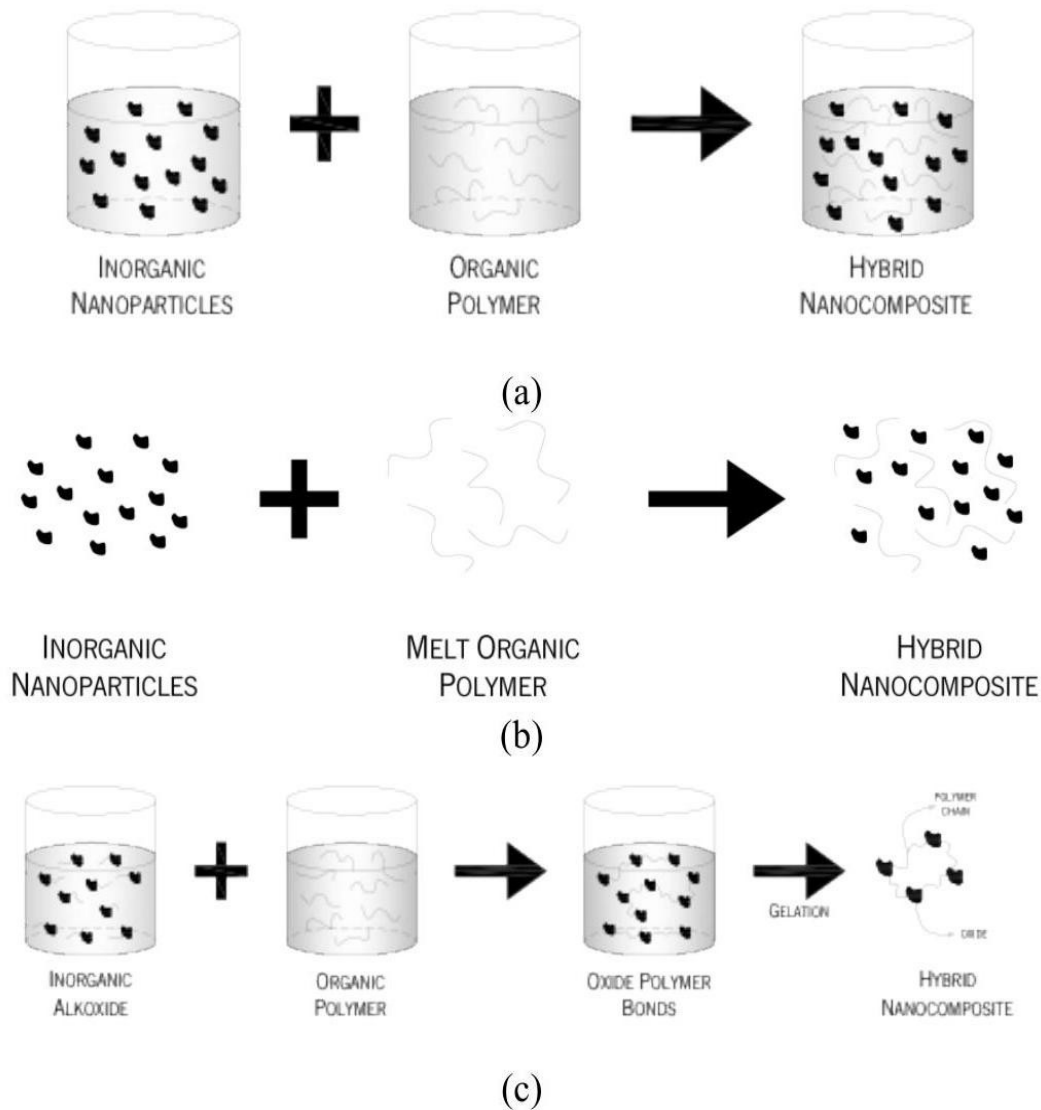 INORGANIC
NANOPARTICLES
ORGANIC
POLYMER
HYBRID
NANOCOMPOSITE
(a)
INORGANIC
NANOPARTICLES
MELT ORGANIC
POLYMER
HYBRID
NANOCOMPOSITE
(b)
INORGANIC
ALKOXIDE
ORGANIC
POLYMER
OXIDE POLYMER
BONDS
GELATION
POLYMER
CHAIN
OXIDE
HYBRID
NANOCOMPOSITE
(c)